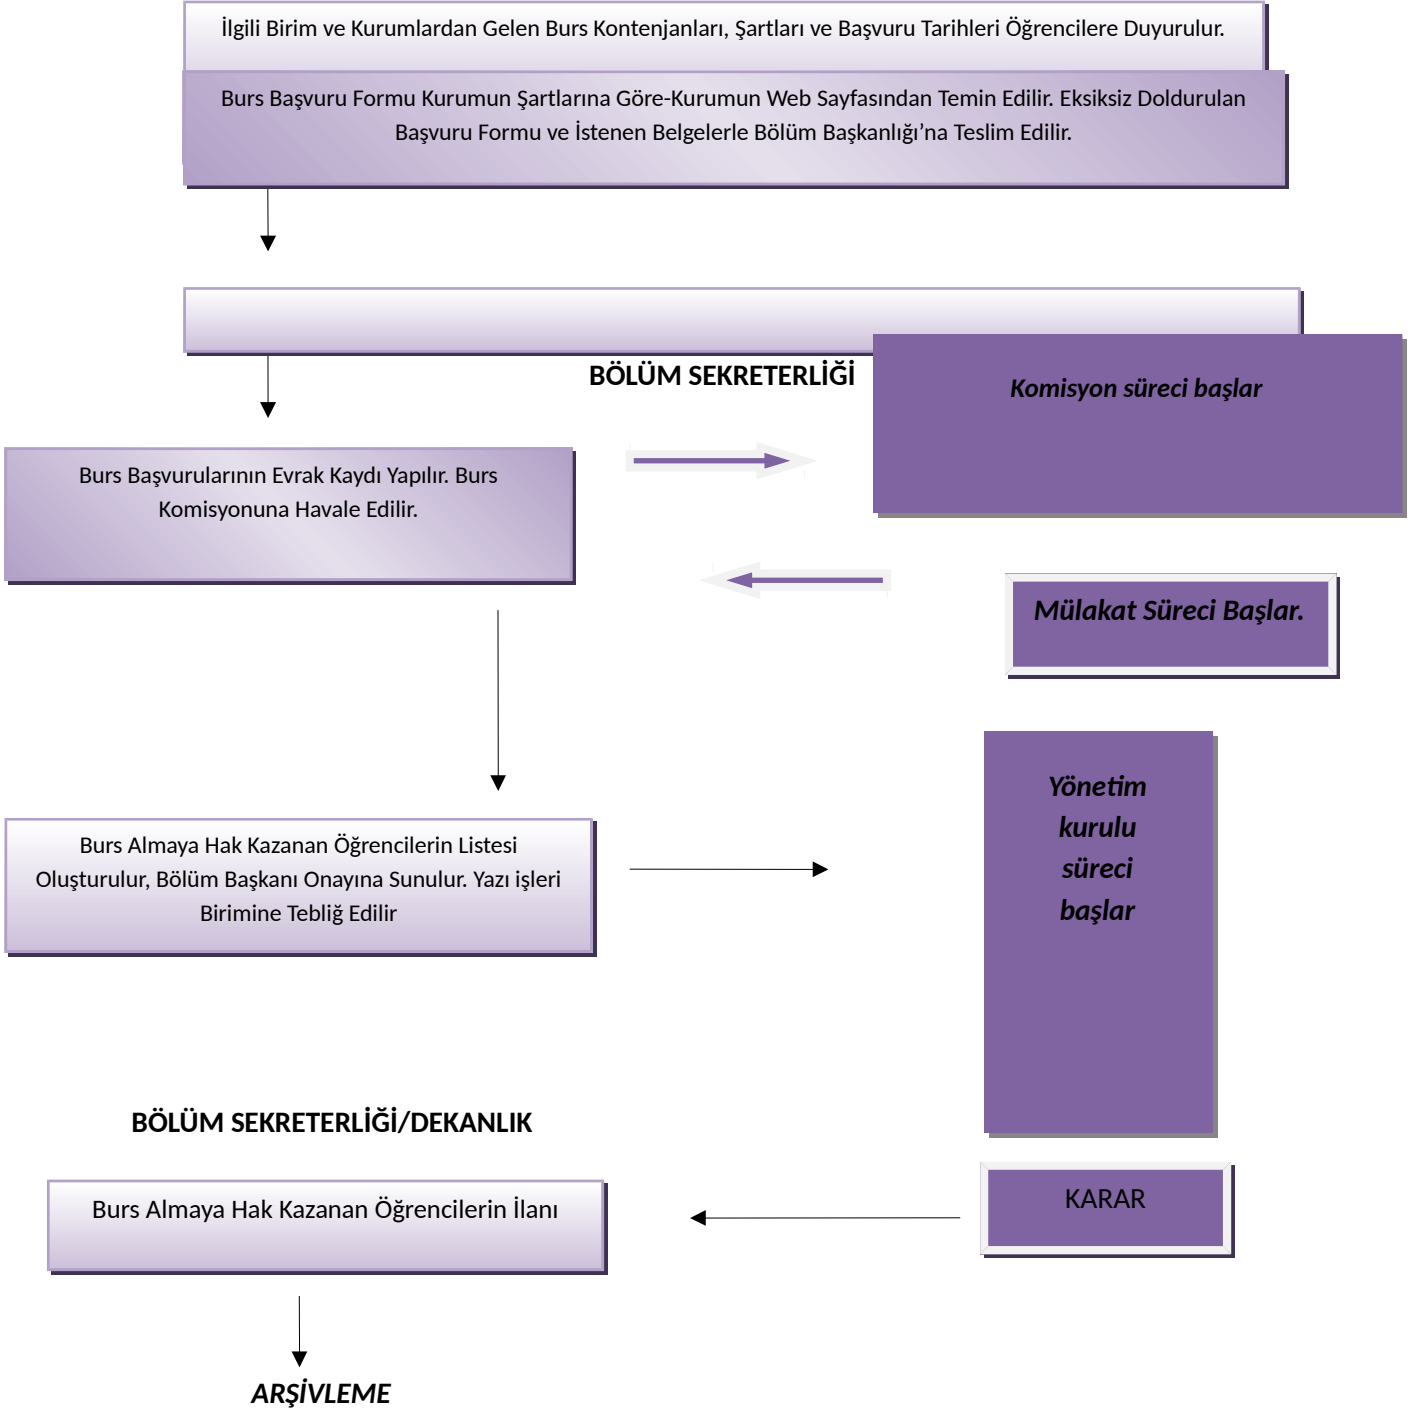 İlgili Birim ve Kurumlardan Gelen Burs Kontenjanları, Şartları ve Başvuru Tarihleri Öğrencilere Duyurulur.
Burs Başvuru Formu Kurumun Şartlarına Göre-Kurumun Web Sayfasından Temin Edilir. Eksiksiz Doldurulan
Başvuru Formu ve İstenen Belgelerle Bölüm Başkanlığı’na Teslim Edilir.
BÖLÜM SEKRETERLİĞİ
Komisyon süreci başlar
Burs Başvurularının Evrak Kaydı Yapılır. Burs
Komisyonuna Havale Edilir.
Mülakat Süreci Başlar.
Yönetim
kurulu
süreci
başlar
Burs Almaya Hak Kazanan Öğrencilerin Listesi
Oluşturulur, Bölüm Başkanı Onayına Sunulur. Yazı işleri
Birimine Tebliğ Edilir
BÖLÜM SEKRETERLİĞİ/DEKANLIK
KARAR
Burs Almaya Hak Kazanan Öğrencilerin İlanı
ARŞİVLEME